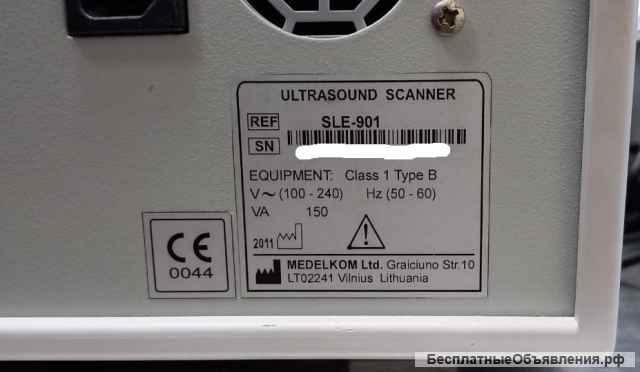 ULTRASOUND SCANNER
REF SLE-901
SN
EQUIPMENT: Class 1 Type B
V~(100 - 240) Hz (50 - 60)
VA 150
2011
MEDELKOM Ltd. Graiciuno Str.10
LT02241 Vilnius Lithuania
CE
0044
БесплатныеОбъявления.рф